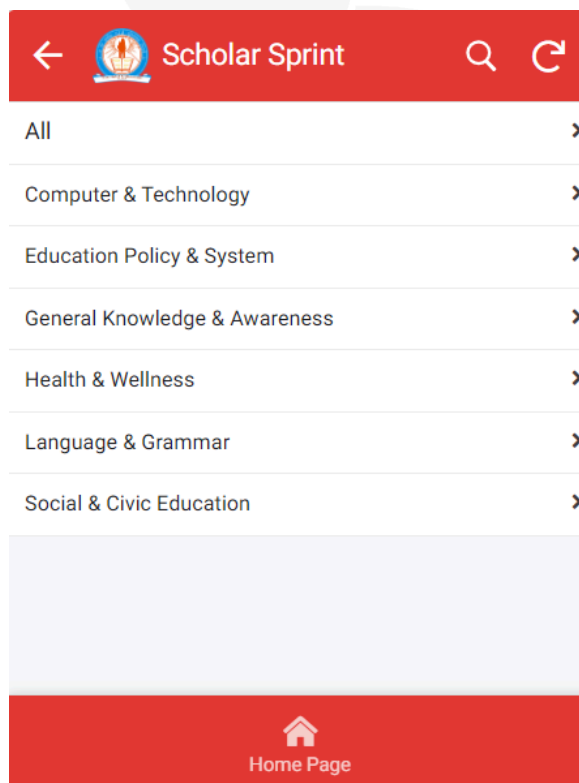 Scholar Sprint
All
Computer & Technology
Education Policy & System
General Knowledge & Awareness
Health & Wellness
Language & Grammar
Social & Civic Education
Home Page